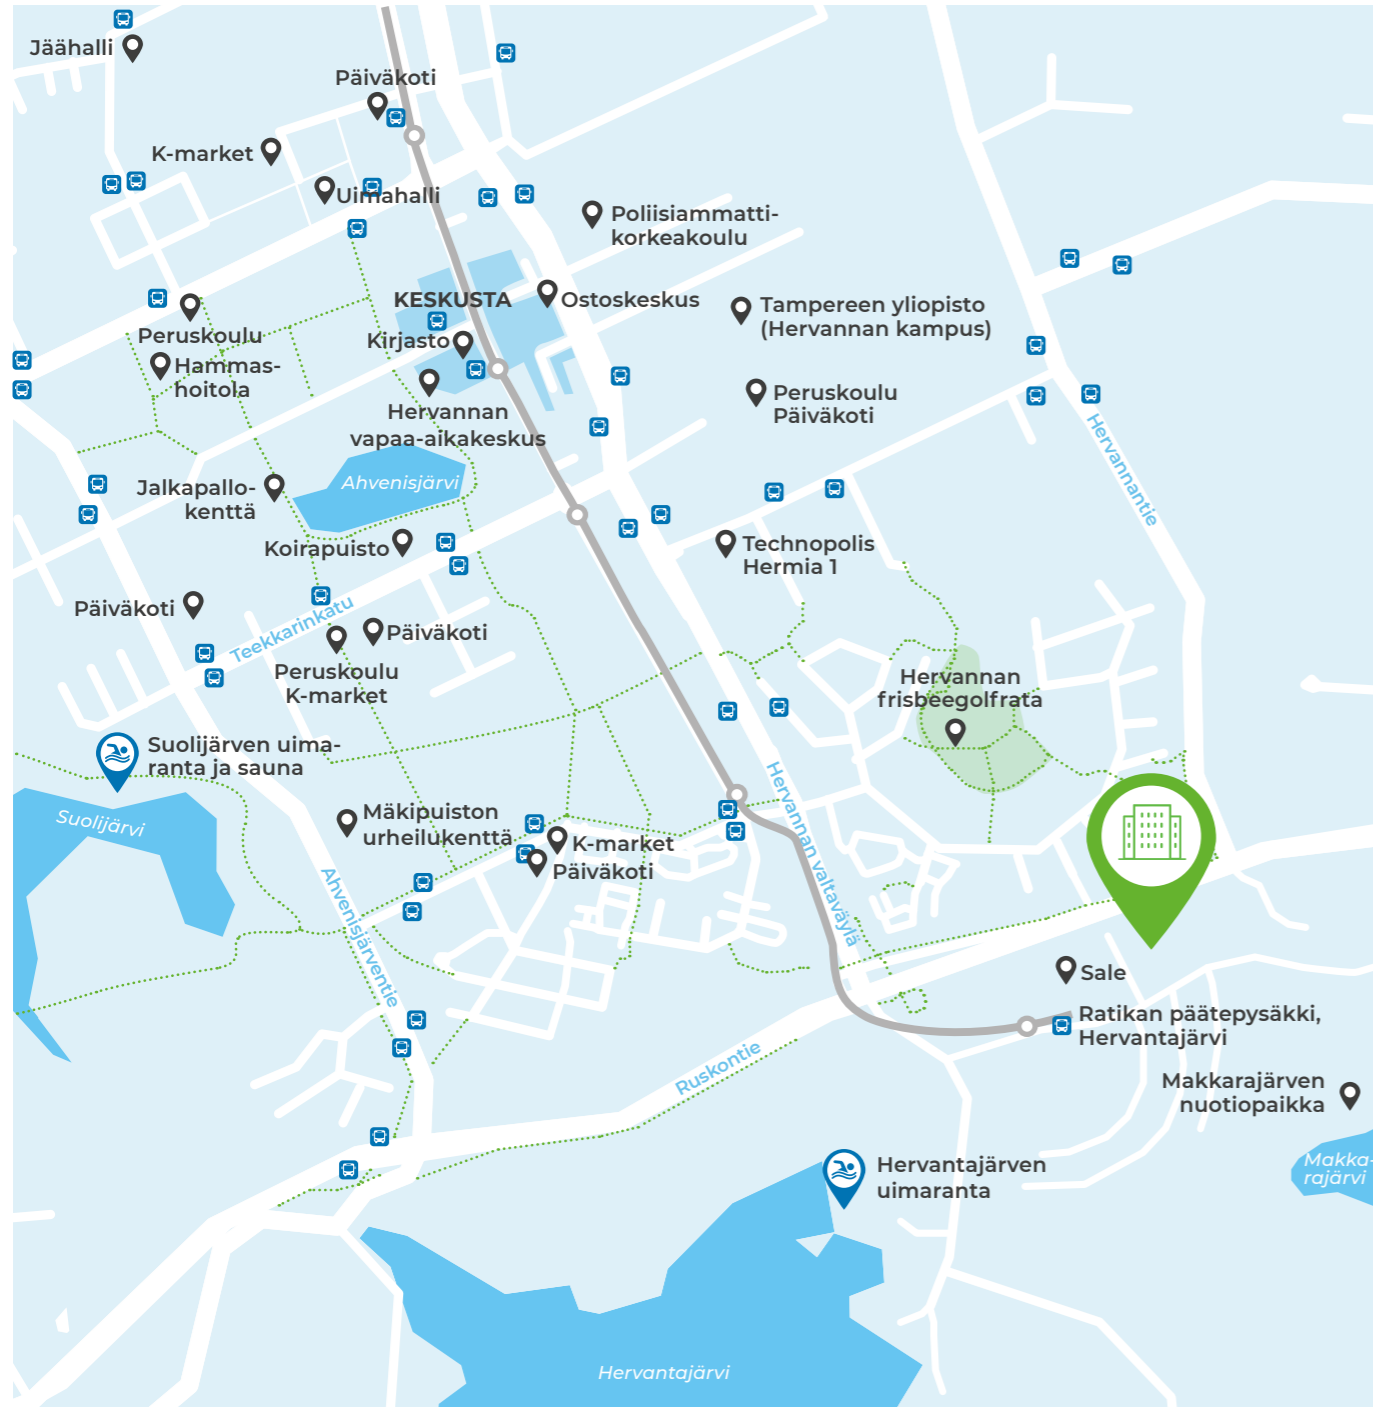 Jäähalli
Päiväkoti
K-market
Uimahalli
Poliisiammatti-
korkeakoulu
KESKUSTA
Ostoskeskus
Tampereen yliopisto
(Hervannan kampus)
Peruskoulu
Kirjasto
Hammas-
hoitola
Peruskoulu
Päiväkoti
Hervannan
vapaa-aikakeskus
Hervannantie
Ahvenisjärvi
Jalkapallo-
kenttä
Koirapuisto
Technopolis
Hermia 1
Päiväkoti
Teekkarinkatu
Päiväkoti
Peruskoulu
K-market
Hervannan
frisbeegolfrata
Suolijärven uima-
ranta ja sauna
Suolijärvi
Mäkipuiston
urheilukenttä
K-market
Päiväkoti
Hervannan valtaväylä
Ahvenisjärventie
Sale
Ratikan päätepysäkki,
Hervantajärvi
Ruskontie
Makkarajärven
nuotiopaikka
Hervantajärven
uimaranta
Makka-
rajärvi
Hervantajärvi